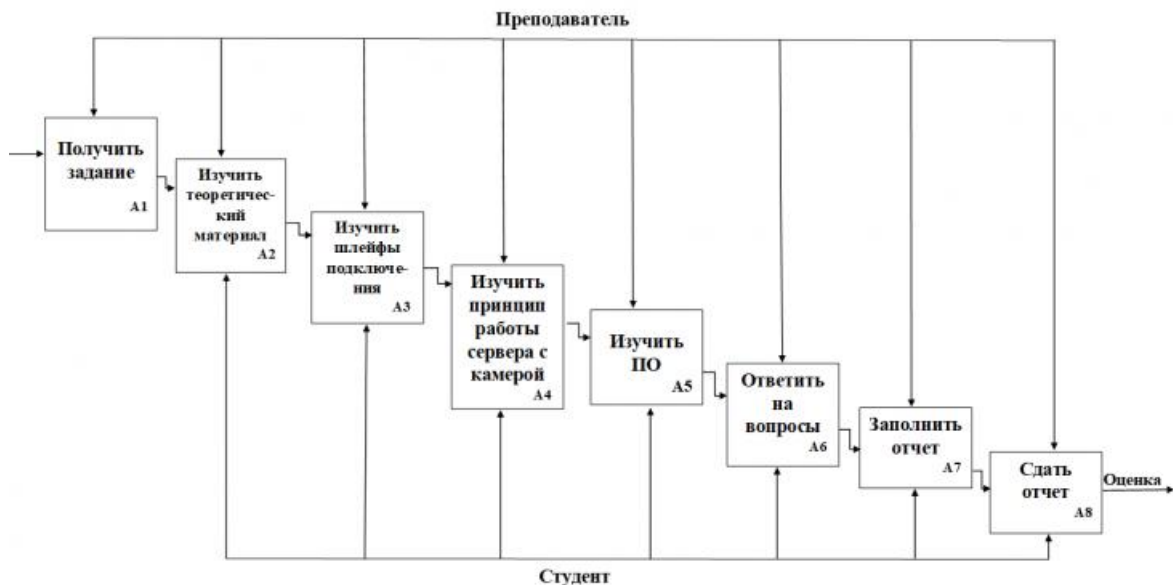 Преподаватель
Получить
задание
А1
Изучить
теоретичес-
кий
материал
А2
Изучить
шлейфы
подключе-
ния
А3
Изучить
принцип
работы
сервера с
камерой
А4
Изучить
ПО
А5
Ответить
на
вопросы
А6
Заполнить
отчет
А7
Сдать
отчет
А8
Оценка
Студент